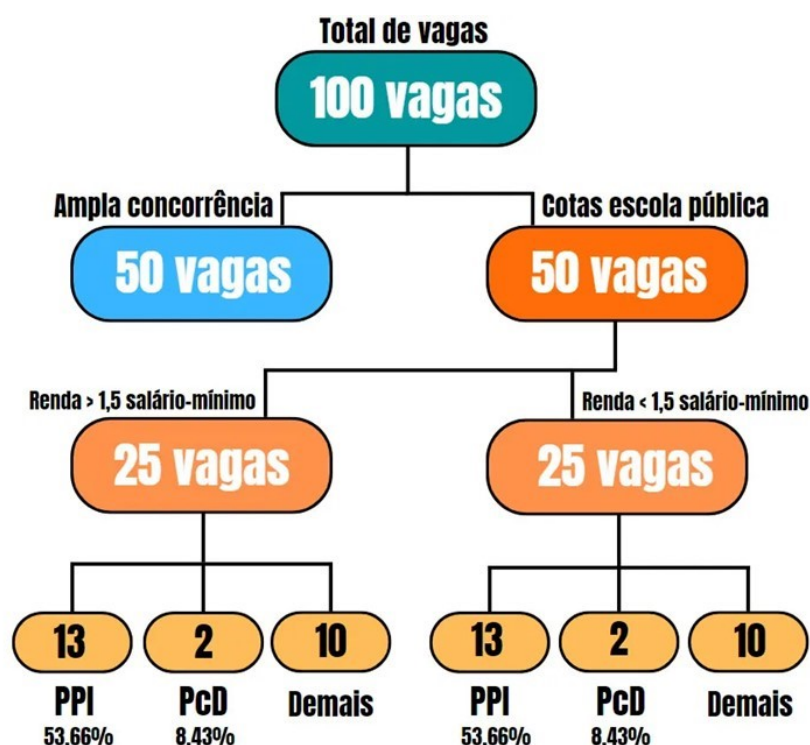 Total de vagas
100 vagas
Ampla concorrência
Cotas escola pública
50 vagas
50 vagas
Renda > 1,5 salário-mínimo
Renda < 1,5 salário-mínimo
25 vagas
25 vagas
13
2
10
13
2
10
PPI
PcD
Demais
PPI
PcD
Demais
53,66%
8,43%
53,66%
8,43%